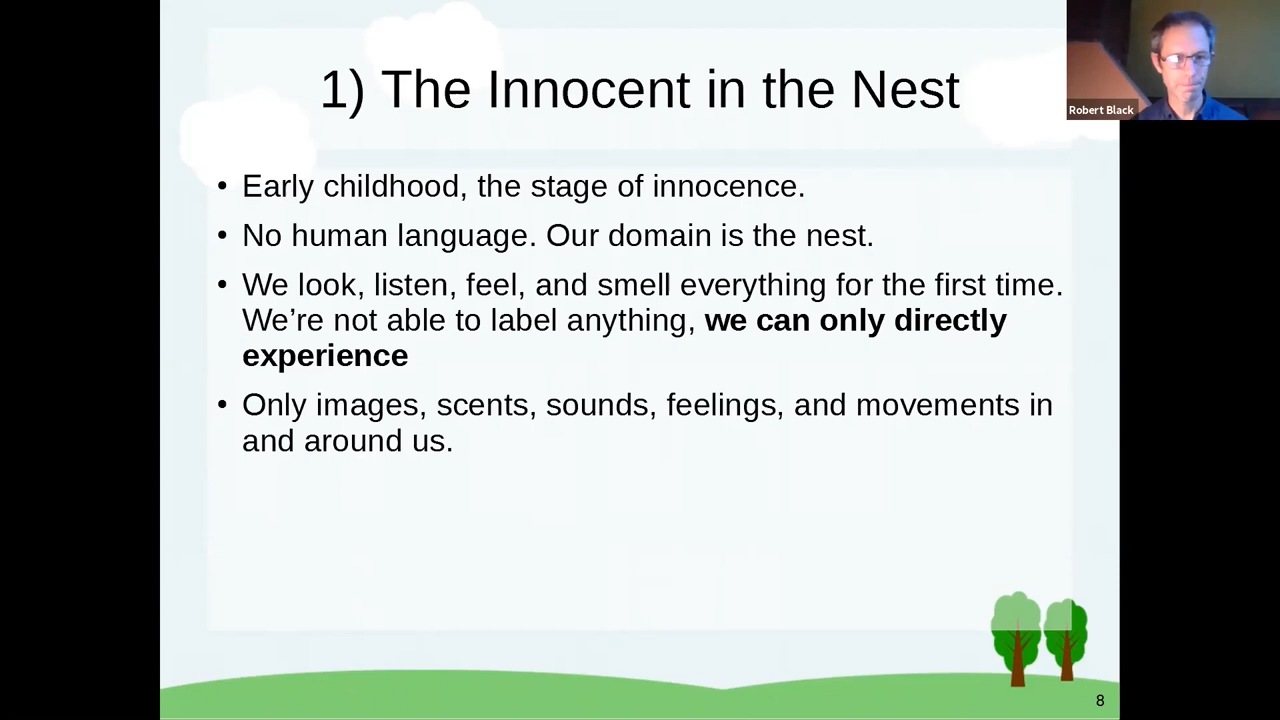 1) The Innocent in the Nest
Robert Black
• Early childhood, the stage of innocence.
• No human language. Our domain is the nest.
• We look, listen, feel, and smell everything for the first time.
We’re not able to label anything, we can only directly
experience
• Only images, scents, sounds, feelings, and movements in
and around us.
8